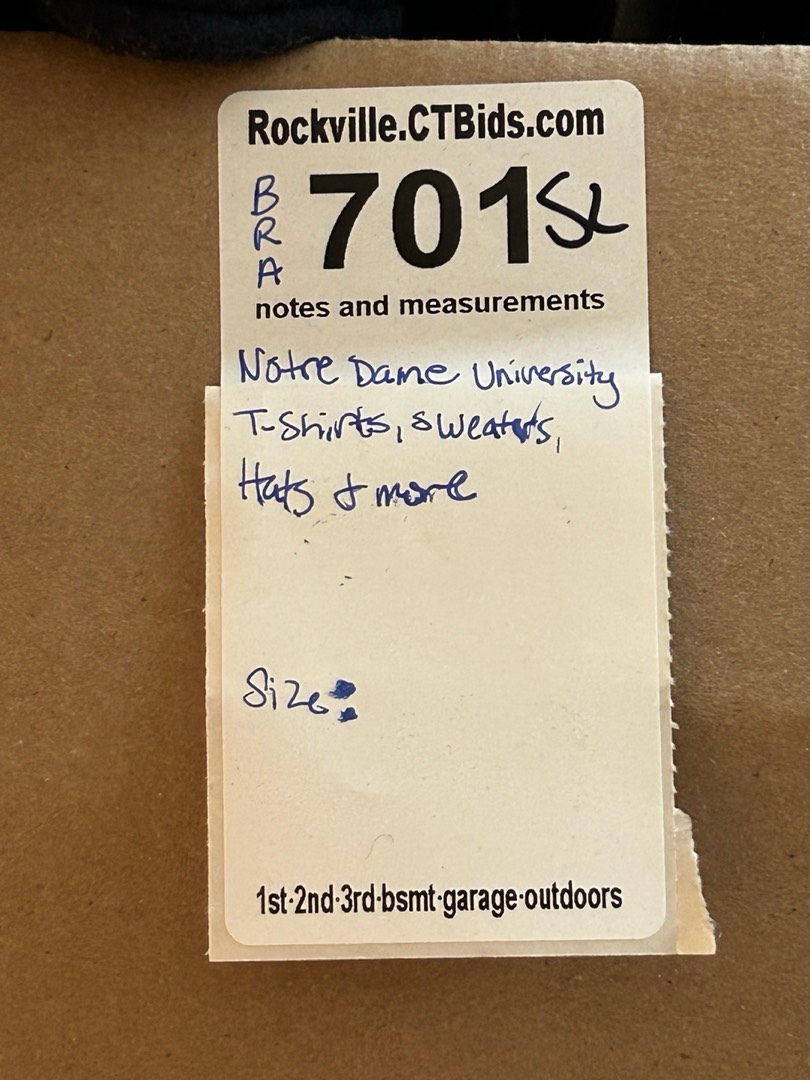 Rockville.CTBids.com
BRA 701 SL
notes and measurements
Notre Dame University
T-Shirts, sweaters,
Hats & more
Size:
1st·2nd·3rd·bsmt·garage·outdoors